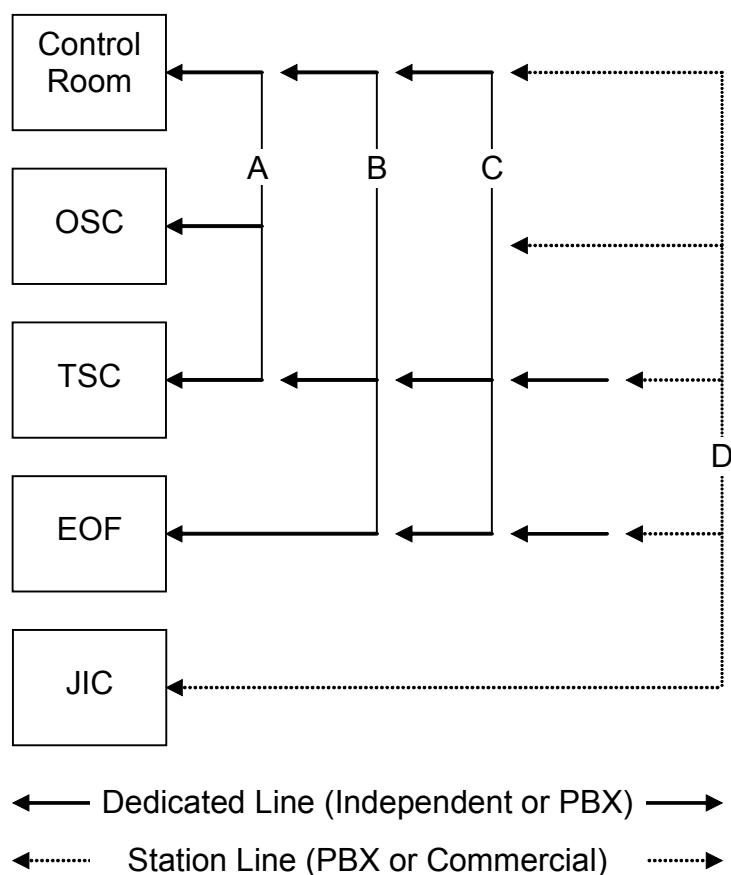 Control
Room
A
B
C
OSC
TSC
D
EOF
JIC
Dedicated Line (Independent or PBX)
Station Line (PBX or Commercial)